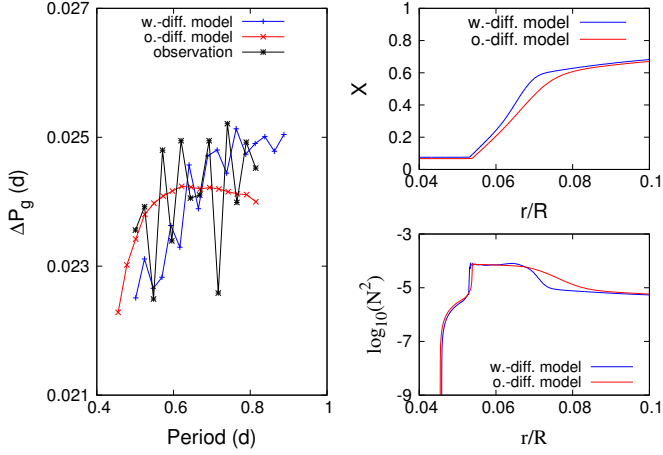 0.027
0.025
0.023
0.021
ΔP_g (d)
w.-diff. model
o.-diff. model
observation
0.4
0.6
0.8
1
Period (d)
1
0.8
0.6
0.4
0.2
0
X
w.-diff. model
o.-diff. model
0.04
0.06
0.08
0.1
r/R
-3
-5
-7
-9
log₁₀(N²)
w.-diff. model
o.-diff. model
0.04
0.06
0.08
0.1
r/R